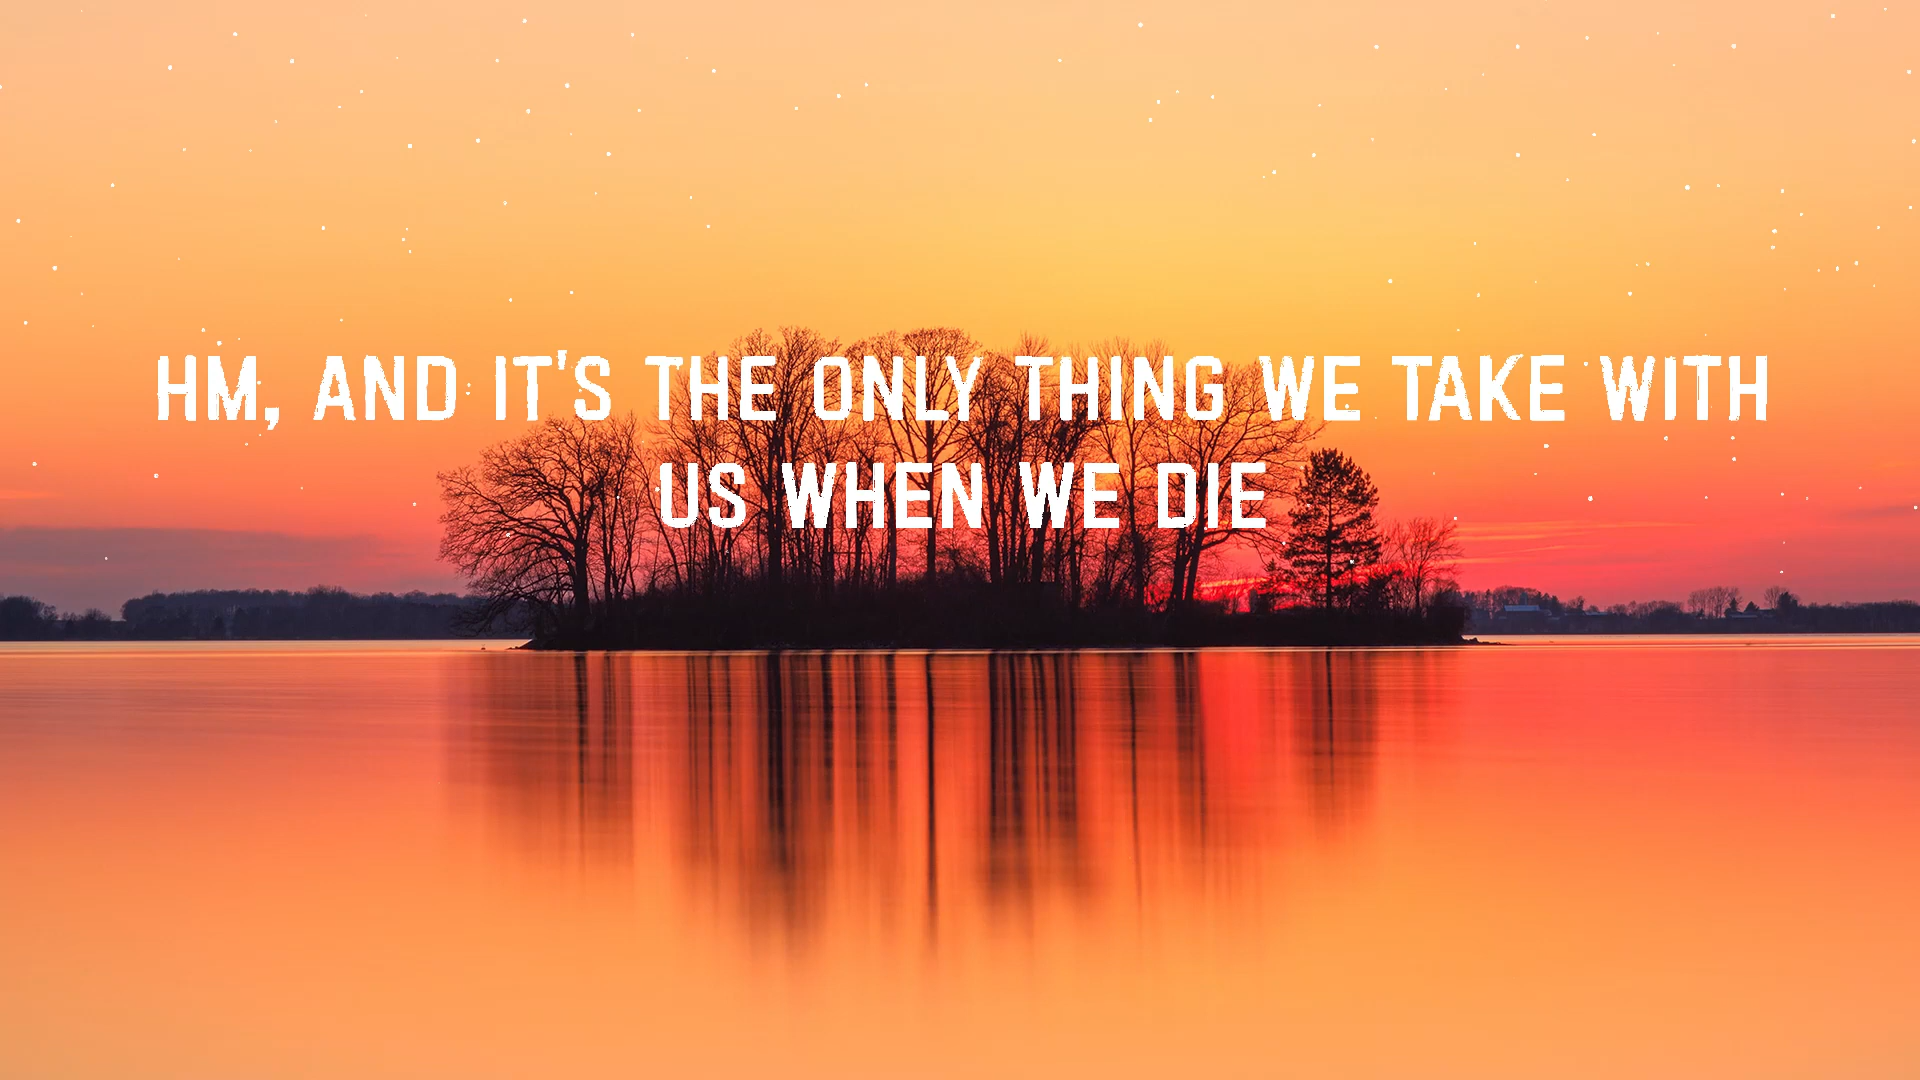 HM, AND IT'S THE ONLY THING WE TAKE WITH
US WHEN WE DIE